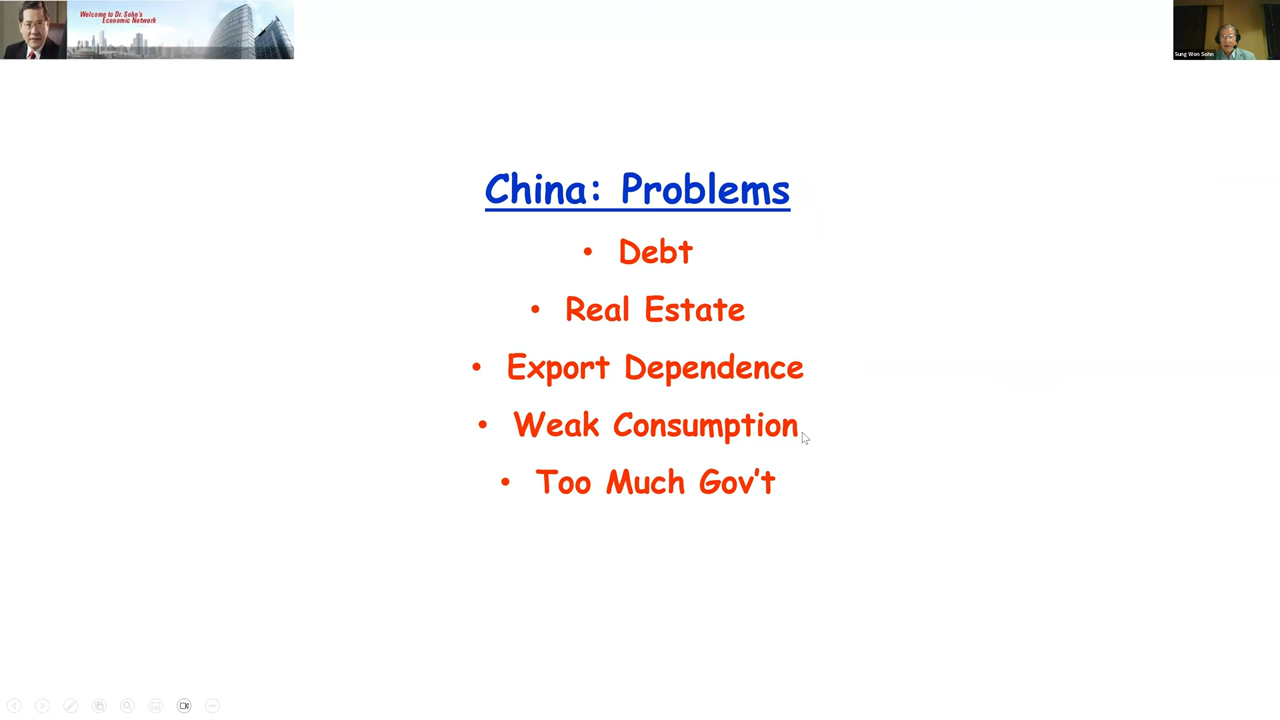 Welcome to Dr. Sohn's
Economic Network
Sung Won Sohn
China: Problems
• Debt
• Real Estate
• Export Dependence
• Weak Consumption
• Too Much Gov't